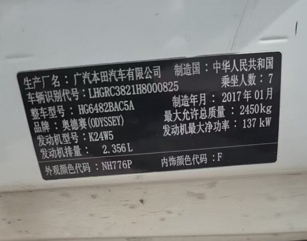 生产厂名：广汽本田汽车有限公司 制造国：中华人民共和国
车辆识别代号：LHGRC3821H8000825 乘坐人数：7
型号：HG6482BAC5A 制造年月：2017年01月
品牌：奥德赛(ODYSSEY) 最大允许总质量：2450kg
发动机型号：K24W5 发动机最大净功率：137kW
发动机排量：2.356L
外观颜色代码：NH776P 内饰颜色代码：F